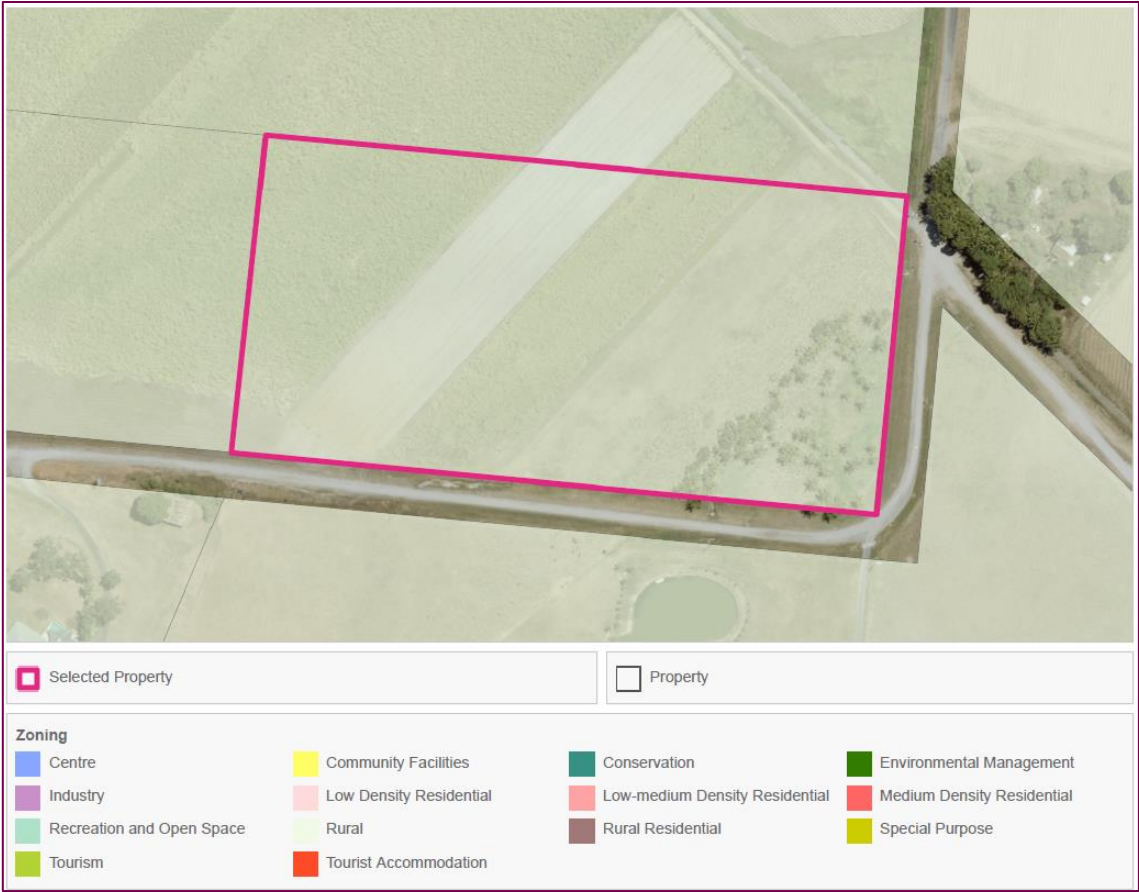 Selected Property
Property
Zoning
Centre
Community Facilities
Conservation
Environmental Management
Industry
Low Density Residential
Low-medium Density Residential
Medium Density Residential
Recreation and Open Space
Rural
Rural Residential
Special Purpose
Tourism
Tourist Accommodation